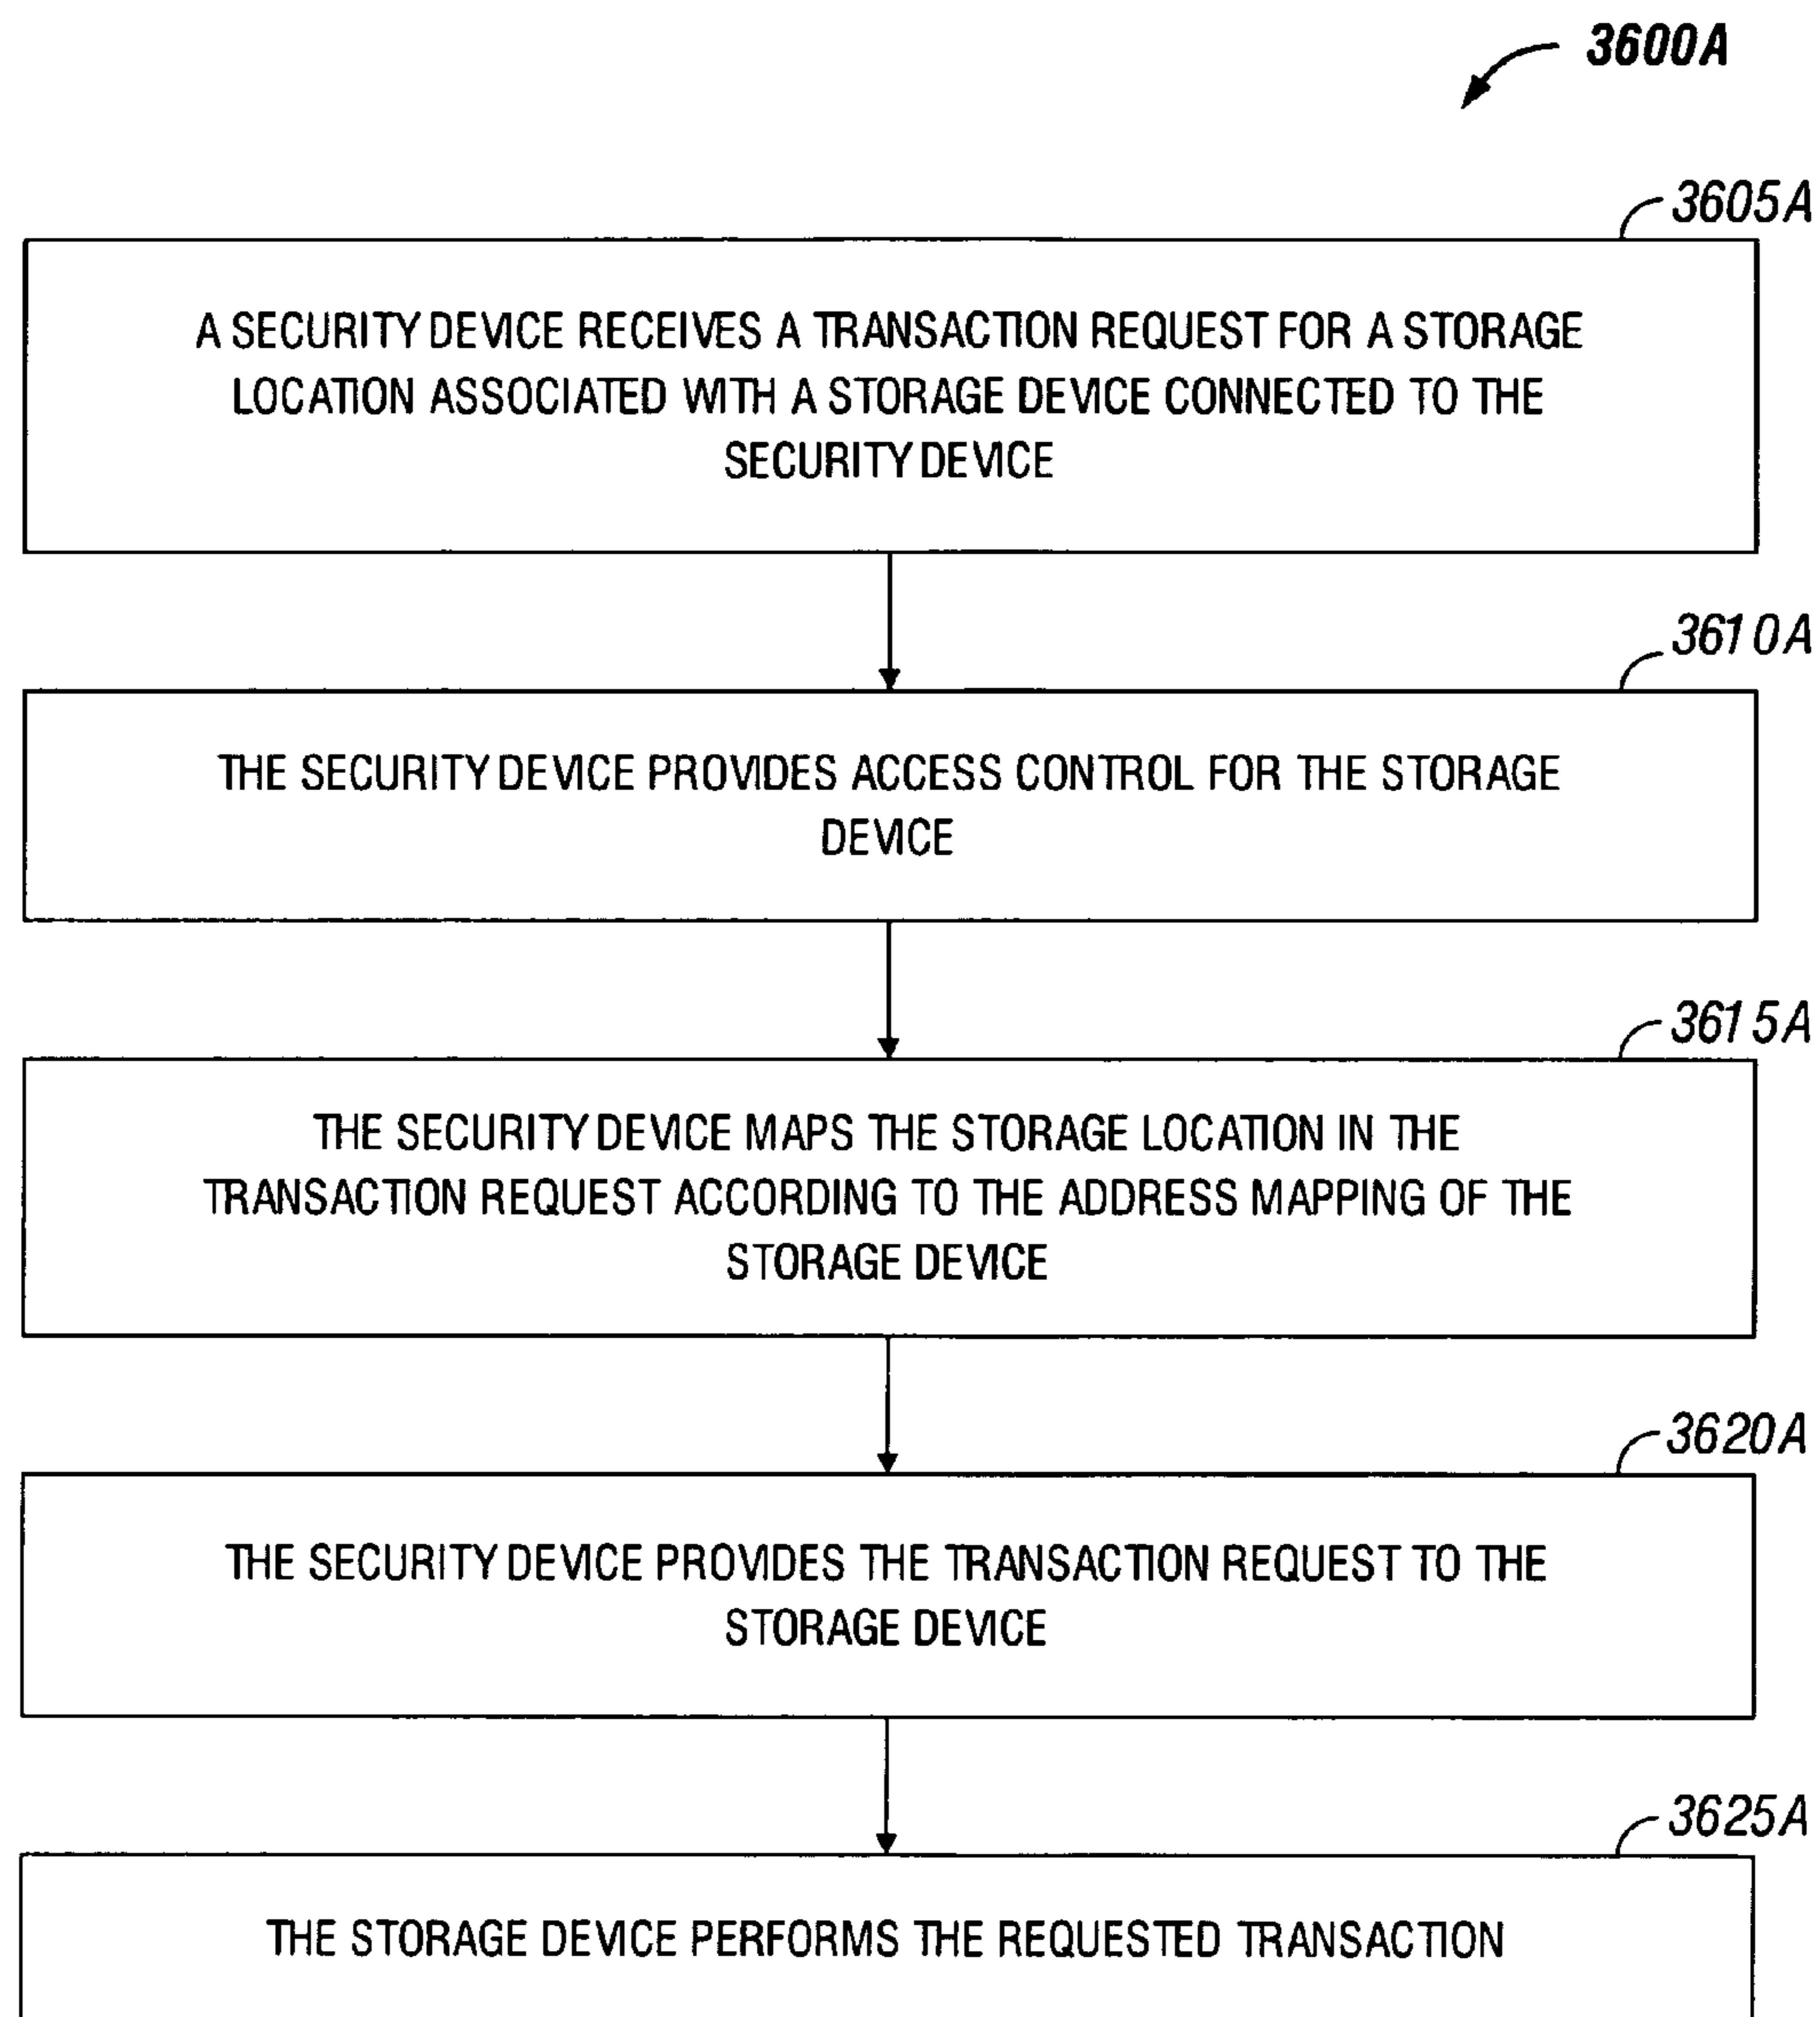 3600A
3605A
A SECURITY DEVICE RECEIVES A TRANSACTION REQUEST FOR A STORAGE
LOCATION ASSOCIATED WITH A STORAGE DEVICE CONNECTED TO THE
SECURITY DEVICE
3610A
THE SECURITY DEVICE PROVIDES ACCESS CONTROL FOR THE STORAGE
DEVICE
3615A
THE SECURITY DEVICE MAPS THE STORAGE LOCATION IN THE
TRANSACTION REQUEST ACCORDING TO THE ADDRESS MAPPING OF THE
STORAGE DEVICE
3620A
THE SECURITY DEVICE PROVIDES THE TRANSACTION REQUEST TO THE
STORAGE DEVICE
3625A
THE STORAGE DEVICE PERFORMS THE REQUESTED TRANSACTION